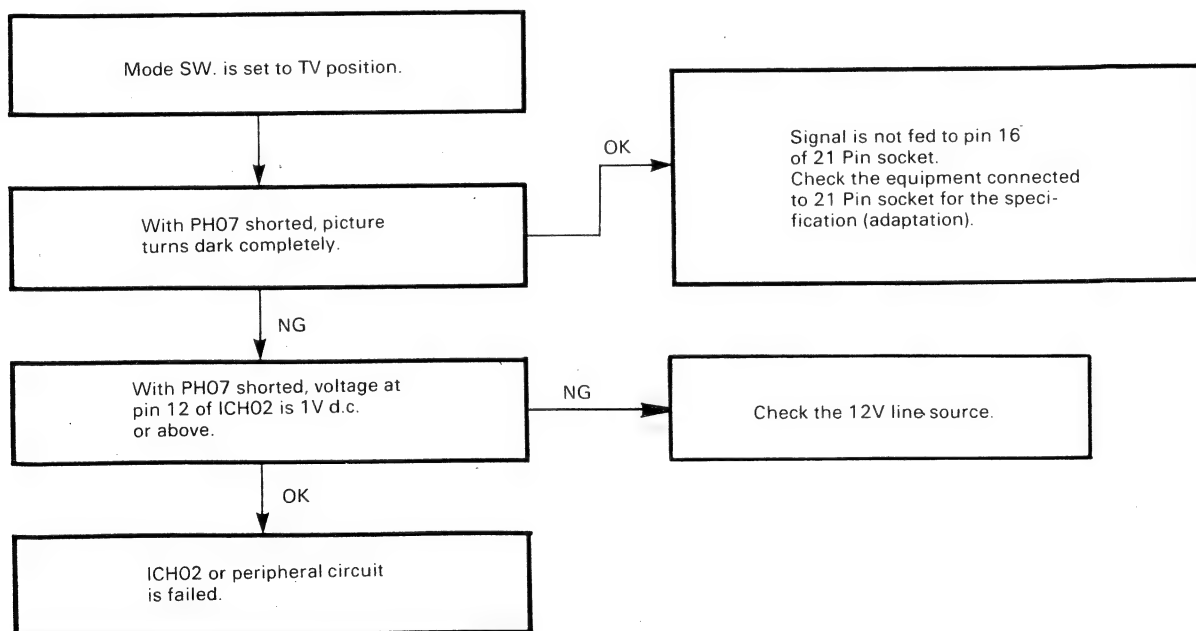 Mode SW. is set to TV position.
With PH07 shorted, picture
turns dark completely.
OK
Signal is not fed to pin 16
of 21 Pin socket.
Check the equipment connected
to 21 Pin socket for the speci-
fication (adaptation).
NG
With PH07 shorted, voltage at
pin 12 of ICH02 is 1V d.c.
or above.
NG
Check the 12V line source.
OK
ICH02 or peripheral circuit
is failed.